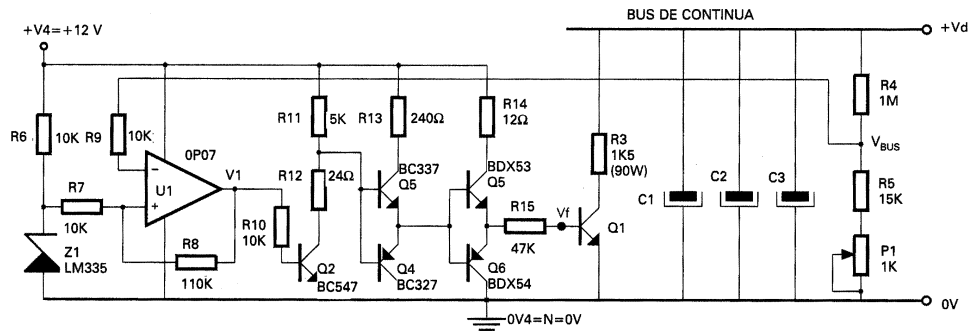 BUS DE CONTINUA
+V4=+12 V
+Vd
R6
10K
R9
10K
0P07
U1
V1
R7
10K
R8
110K
Z1
LM335
R10
10K
R11
5K
R12
24Ω
Q2
BC547
R13
240Ω
BC337
Q5
Q4
BC327
R14
12Ω
BDX53
Q5
Q6
BDX54
R15
47K
Vf
Q1
R3
1K5
(90W)
C1
C2
C3
R4
1M
VBUS
R5
15K
P1
1K
0V4=N=0V
0V
−
+